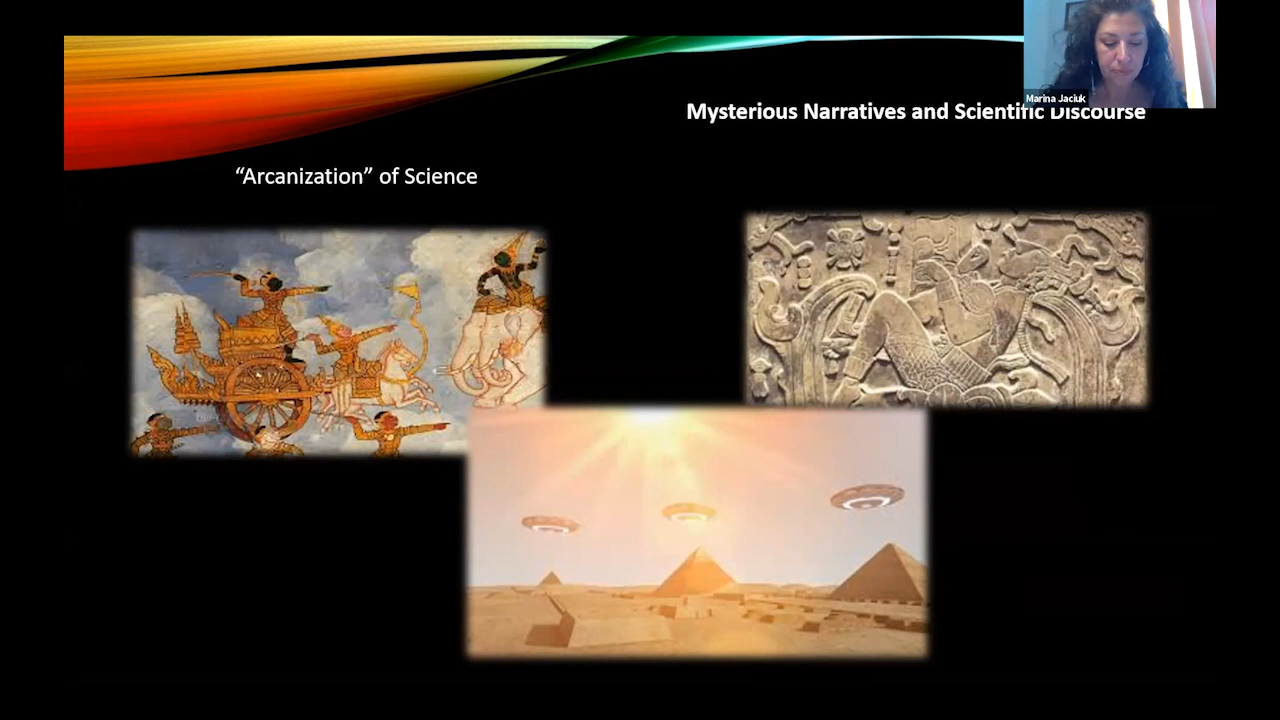 Marina Jaciuk
Mysterious Narratives and Scientific Discourse
“Arcanization” of Science